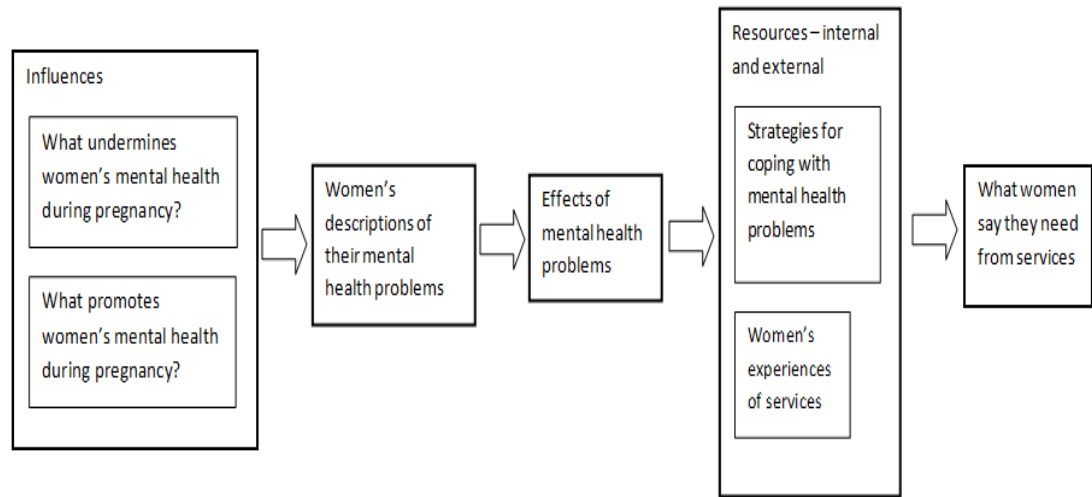 Influences
What undermines
women's mental health
during pregnancy?
What promotes
women's mental health
during pregnancy?
Women's
descriptions of
their mental
health problems
Effects of
mental health
problems
Resources – internal
and external
Strategies for
coping with
mental health
problems
Women's
experiences
of services
What women
say they need
from services